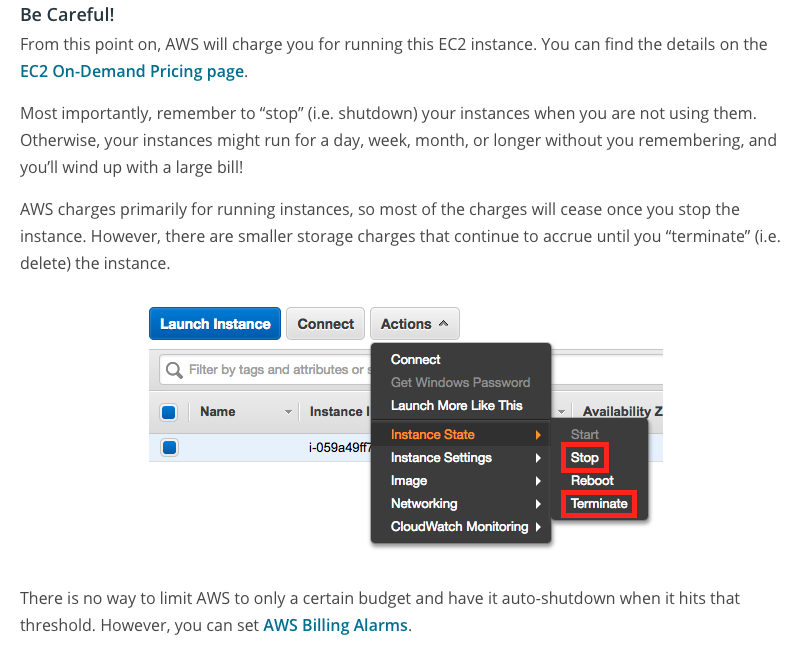 Be Careful!
From this point on, AWS will charge you for running this EC2 instance. You can find the details on the
EC2 On-Demand Pricing page.
Most importantly, remember to “stop” (i.e. shutdown) your instances when you are not using them.
Otherwise, your instances might run for a day, week, month, or longer without you remembering, and
you’ll wind up with a large bill!
AWS charges primarily for running instances, so most of the charges will cease once you stop the
instance. However, there are smaller storage charges that continue to accrue until you “terminate” (i.e.
delete) the instance.
Launch Instance Connect Actions
Connect
Filter by tags and attributes or s
Get Windows Password
Launch More Like This
Name Instance I Availability Z
Instance State Start
i-059a49ff7
Instance Settings Stop
Image Reboot
Networking Terminate
CloudWatch Monitoring
There is no way to limit AWS to only a certain budget and have it auto-shutdown when it hits that
threshold. However, you can set AWS Billing Alarms.